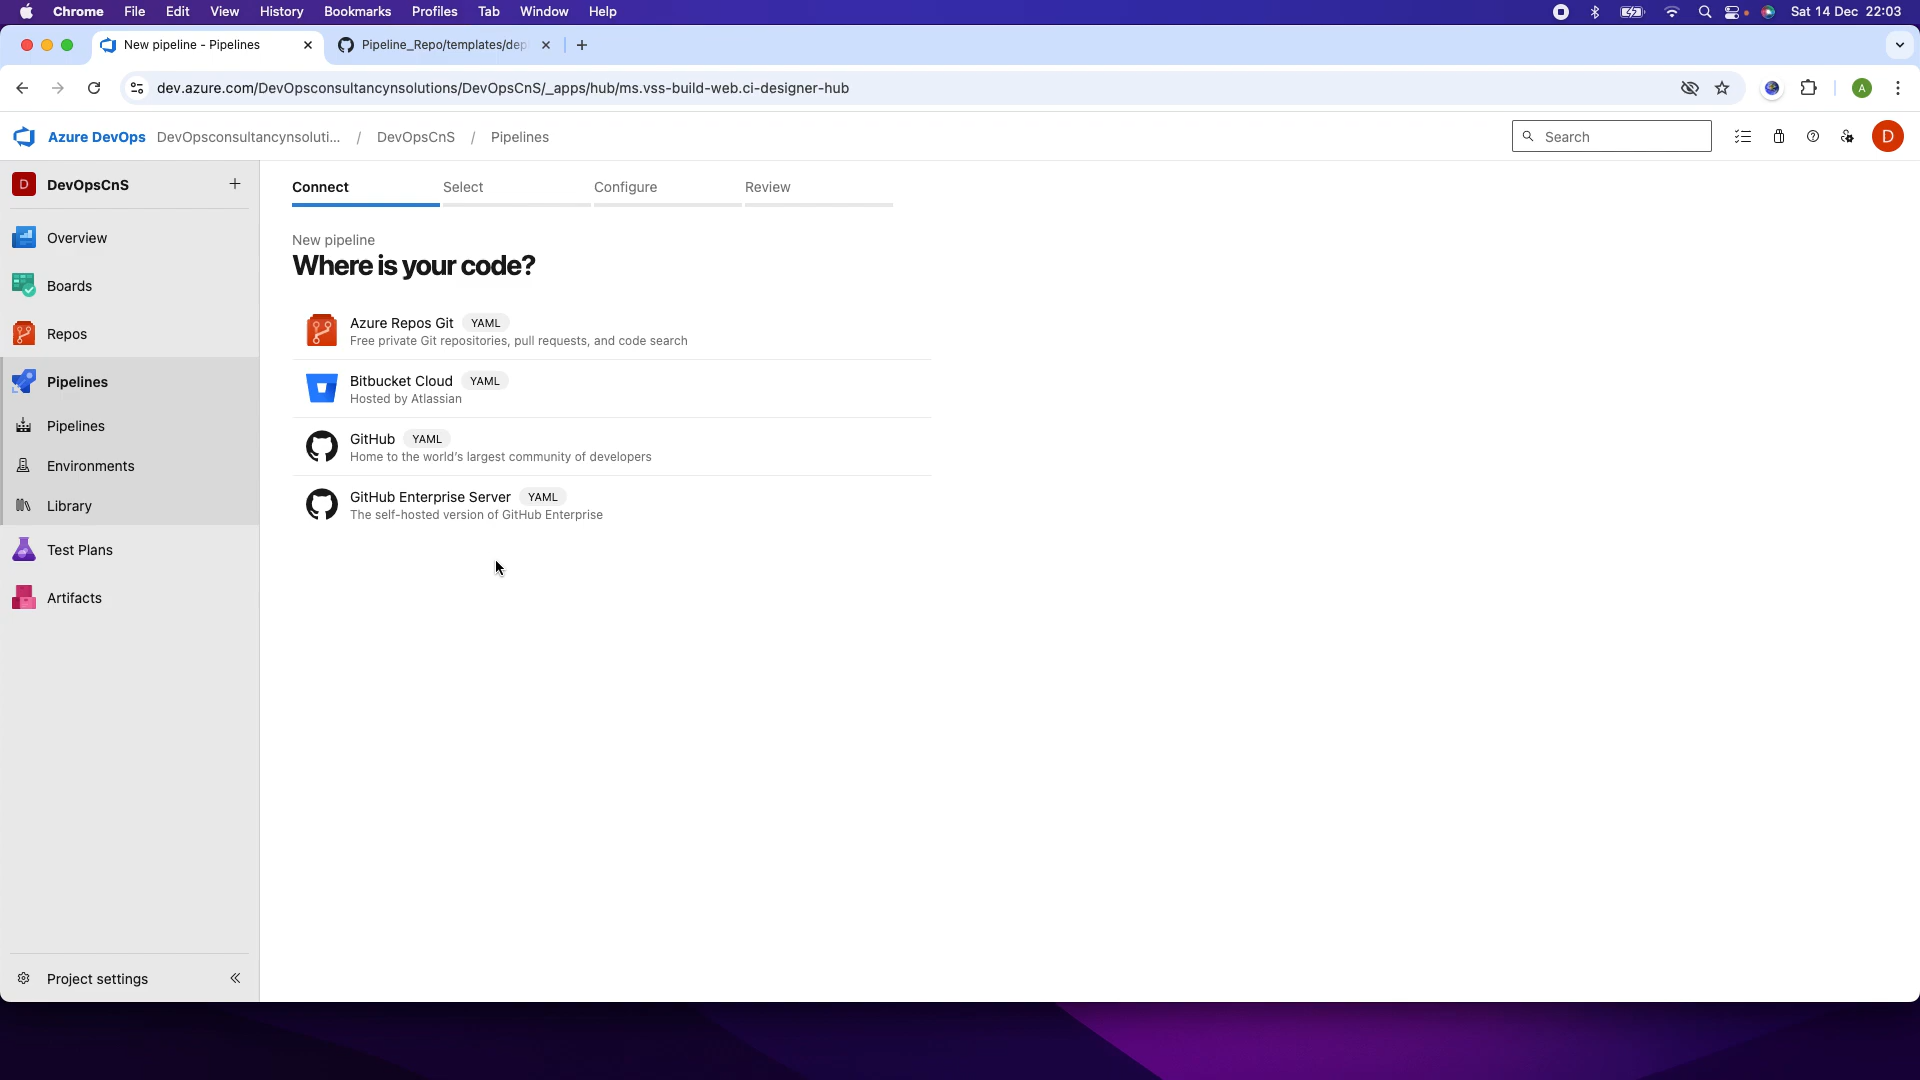 Chrome File Edit View History Bookmarks Profiles Tab Window Help Sat 14 Dec 22:03
New pipeline - Pipelines Pipeline_Repo/templates/dep
dev.azure.com/DevOpsconsultancynsolutions/DevOpsCnS/_apps/hub/ms.vss-build-web.ci-designer-hub A
Azure DevOps DevOpsconsultancynsoluti... / DevOpsCnS / Pipelines Search D
D DevOpsCnS +
Overview
Boards
Repos
Pipelines
Pipelines
Environments
Library
Test Plans
Artifacts
Project settings
Connect Select Configure Review
New pipeline
Where is your code?
Azure Repos Git YAML
Free private Git repositories, pull requests, and code search
Bitbucket Cloud YAML
Hosted by Atlassian
GitHub YAML
Home to the world's largest community of developers
GitHub Enterprise Server YAML
The self-hosted version of GitHub Enterprise